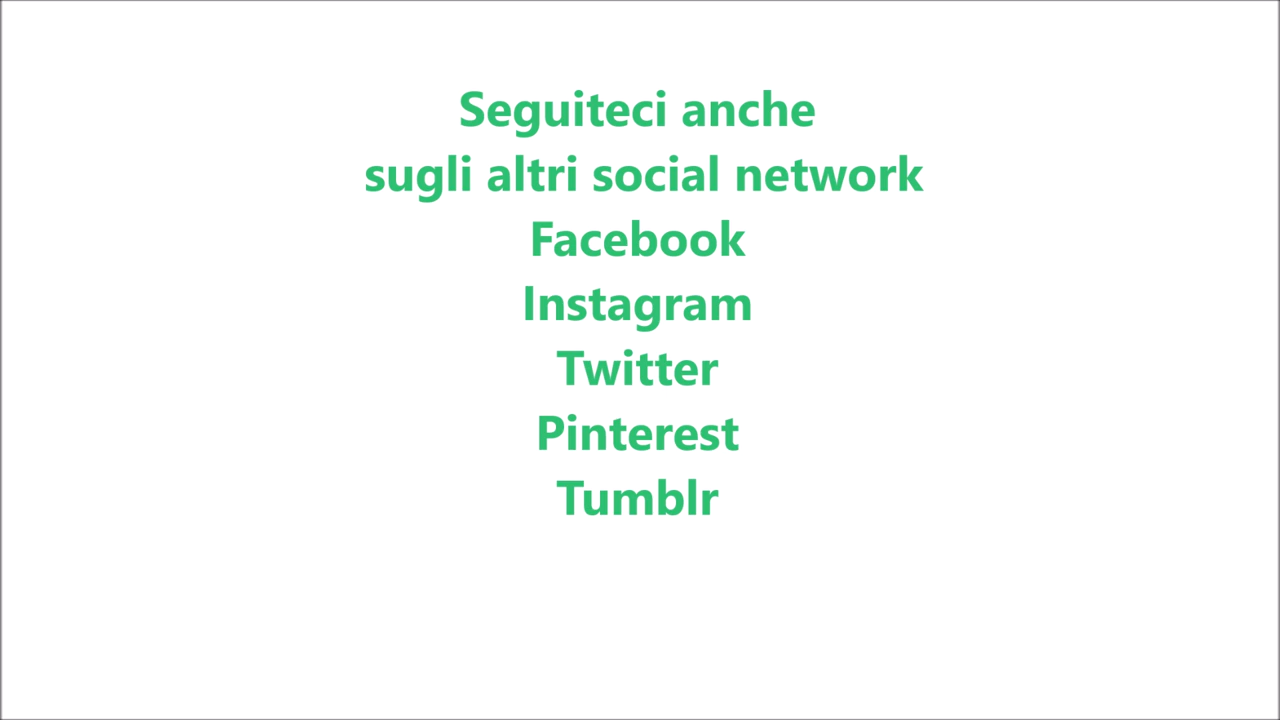 Seguiteci anche
sugli altri social network
Facebook
Instagram
Twitter
Pinterest
Tumblr